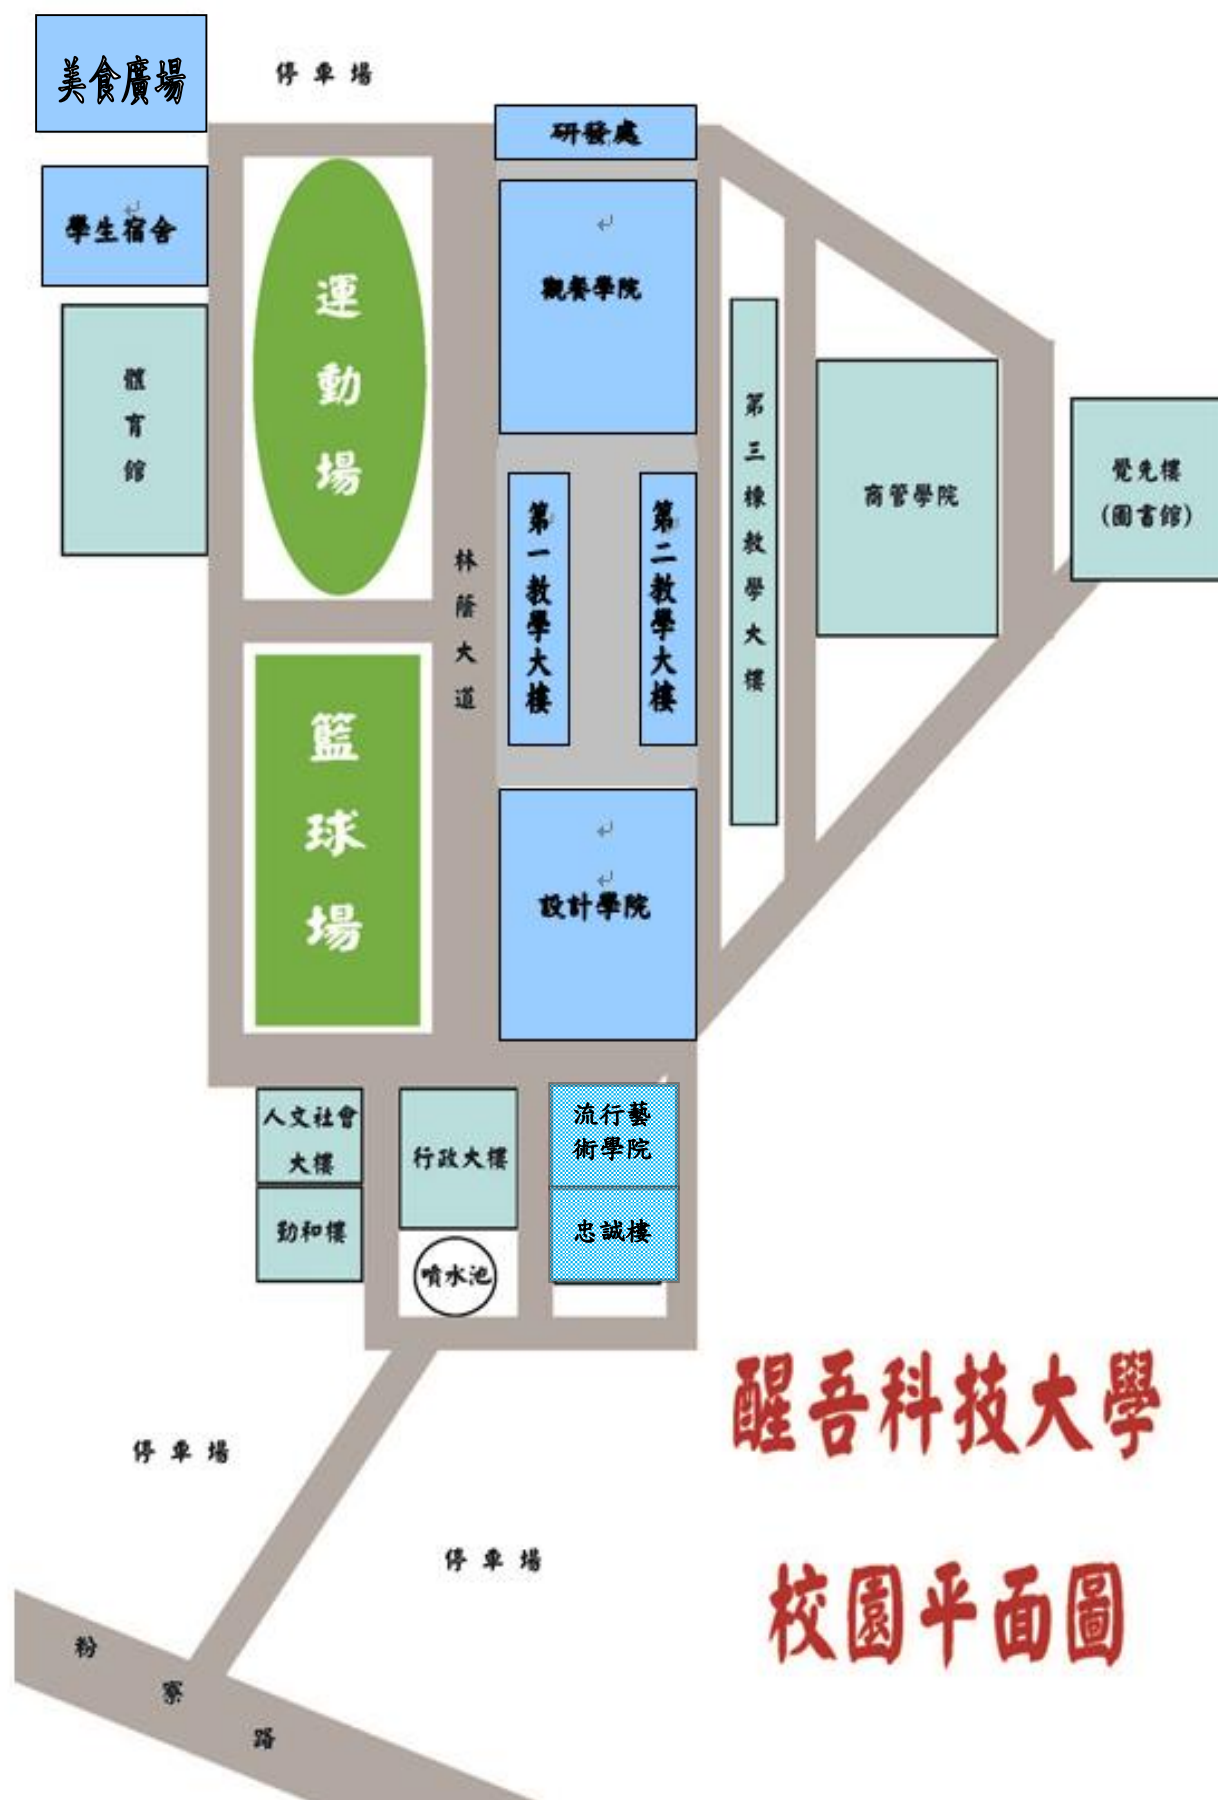 美食廣場
停車場
研發處
學生宿舍
觀餐學院
運動場
體育館
第三棟教學大樓
商管學院
覺先樓
(圖書館)
第一教學大樓
第二教學大樓
林蔭大道
籃球場
設計學院
人文社會
大樓
行政大樓
流行藝
術學院
勤和樓
忠誠樓
噴水池
醒吾科技大學
停車場
停車場
校園平面圖
粉寮路